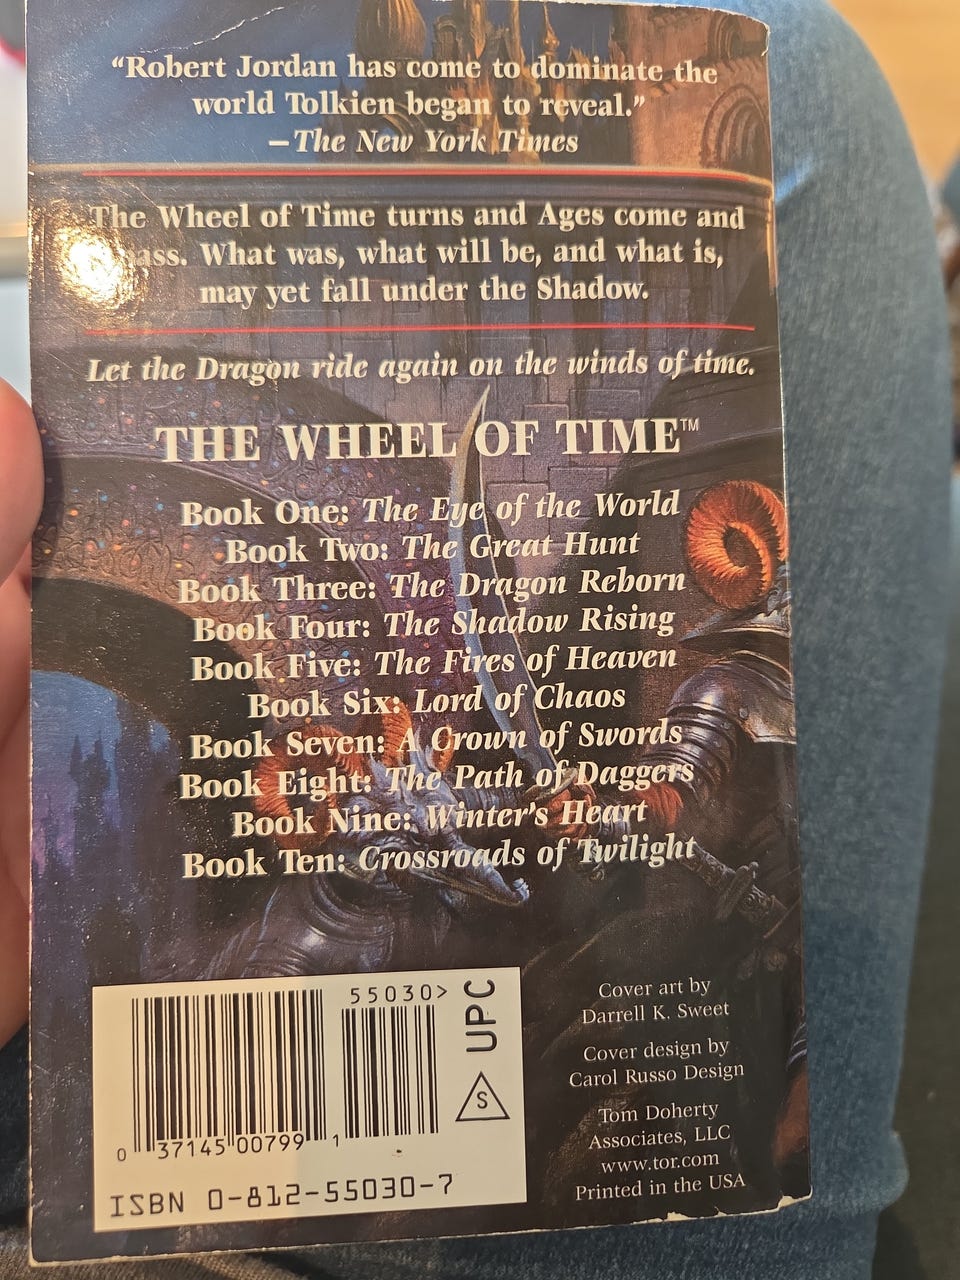 “Robert Jordan has come to dominate the
world Tolkien began to reveal.”
—The New York Times
The Wheel of Time turns and Ages come and
pass. What was, what will be, and what is,
may yet fall under the Shadow.
Let the Dragon ride again on the winds of time.
THE WHEEL OF TIME™
Book One: The Eye of the World
Book Two: The Great Hunt
Book Three: The Dragon Reborn
Book Four: The Shadow Rising
Book Five: The Fires of Heaven
Book Six: Lord of Chaos
Book Seven: A Crown of Swords
Book Eight: The Path of Daggers
Book Nine: Winter's Heart
Book Ten: Crossroads of Twilight
55030>
UPC
S
0 37145 00799 1
ISBN 0-812-55030-7
Cover art by
Darrell K. Sweet
Cover design by
Carol Russo Design
Tom Doherty
Associates, LLC
www.tor.com
Printed in the USA